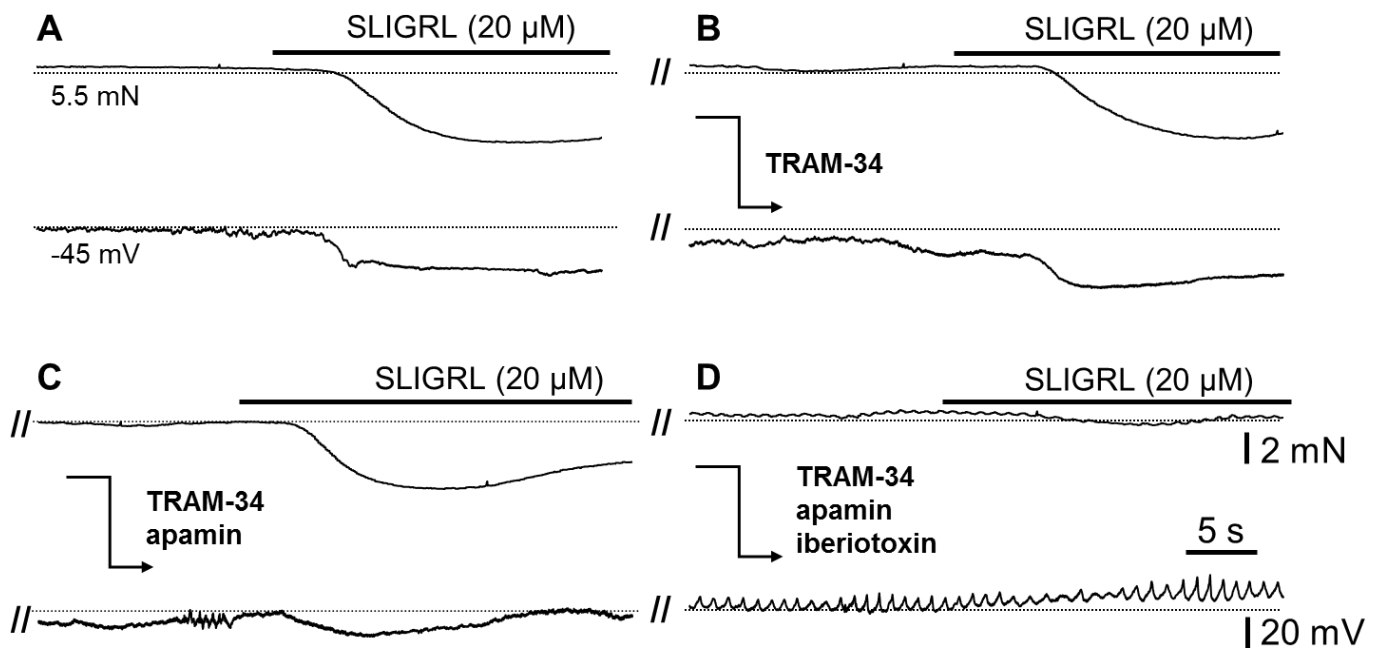 A
SLIGRL (20 µM)
5.5 mN
-45 mV
B
SLIGRL (20 µM)
//
TRAM-34
//
C
SLIGRL (20 µM)
//
TRAM-34
apamin
//
D
SLIGRL (20 µM)
//
2 mN
TRAM-34
apamin
iberiotoxin
5 s
//
20 mV